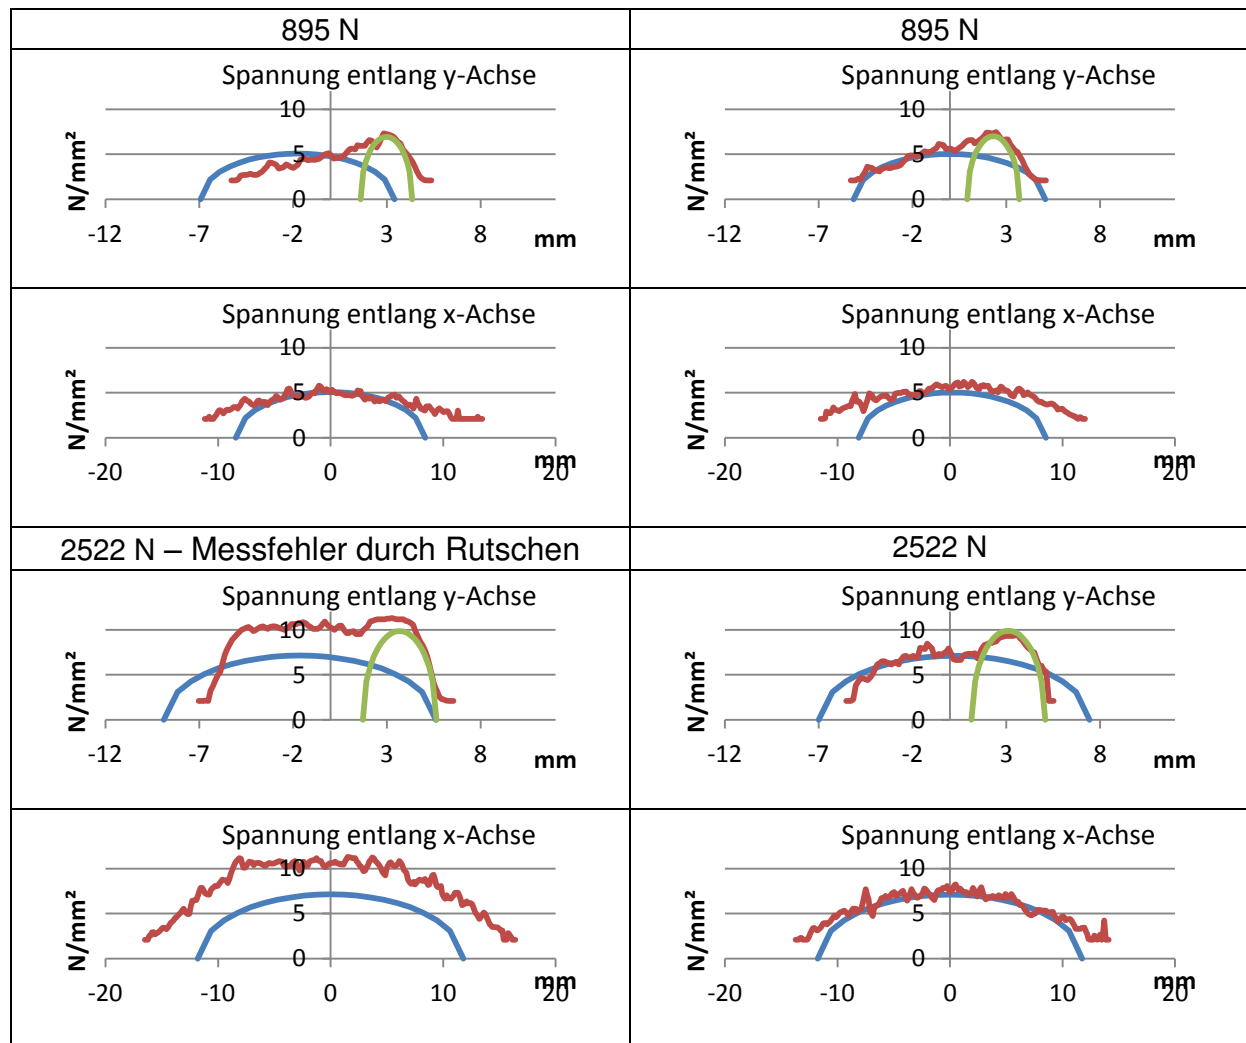 895 N
895 N
Spannung entlang y-Achse
N/mm²
10
5
0
-12 -7 -2 3 8 mm
Spannung entlang y-Achse
N/mm²
10
5
0
-12 -7 -2 3 8 mm
Spannung entlang x-Achse
N/mm²
10
5
0
-20 -10 0 10 20
mm
Spannung entlang x-Achse
N/mm²
10
5
0
-20 -10 0 10 20
mm
2522 N – Messfehler durch Rutschen
2522 N
Spannung entlang y-Achse
N/mm²
10
5
0
-12 -7 -2 3 8 mm
Spannung entlang y-Achse
N/mm²
10
5
0
-12 -7 -2 3 8 mm
Spannung entlang x-Achse
N/mm²
10
5
0
-20 -10 0 10 20
mm
Spannung entlang x-Achse
N/mm²
10
5
0
-20 -10 0 10 20
mm